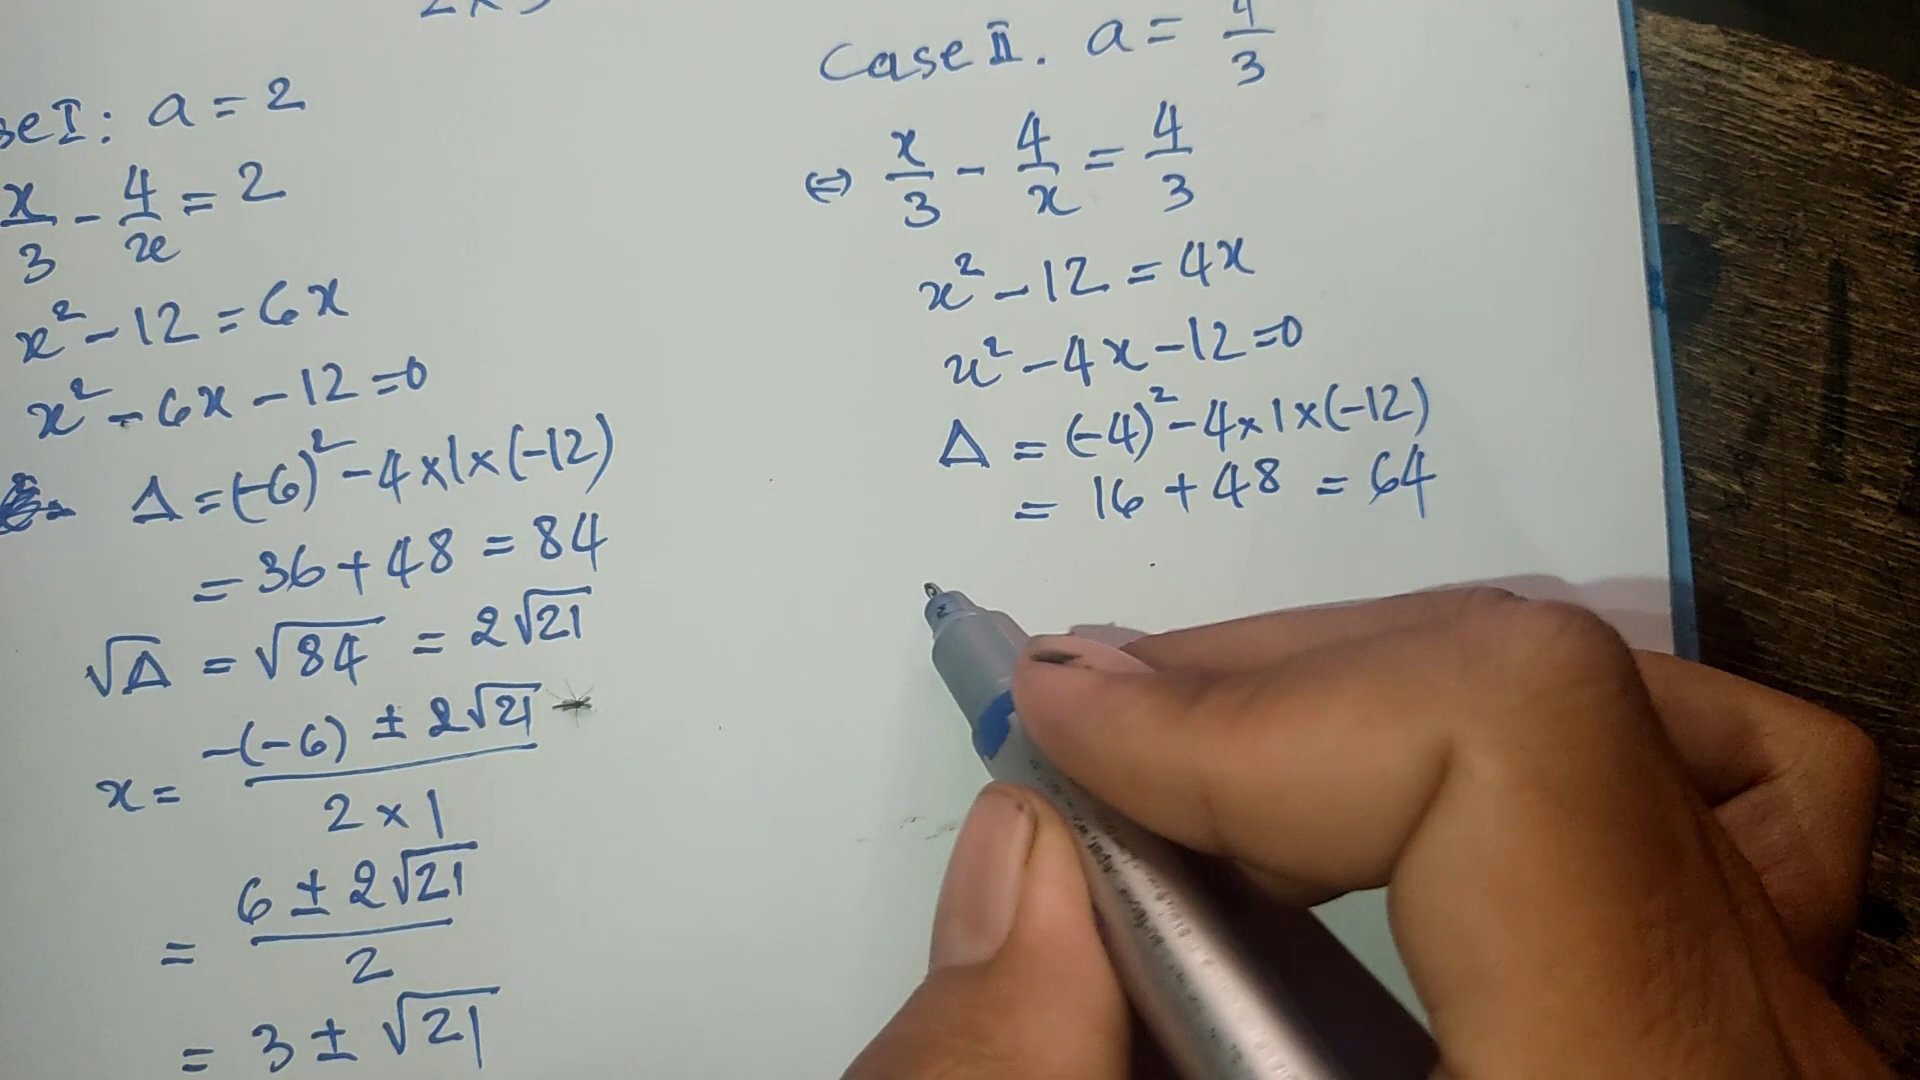 se I: a = 2
x/3 - 4/x = 2
x² - 12 = 6x
x² - 6x - 12 = 0
Δ = (-6)² - 4 × 1 × (-12)
= 36 + 48 = 84
√Δ = √84 = 2√21
x = (-(-6) ± 2√21)/(2 × 1)
= (6 ± 2√21)/2
= 3 ± √21
Case II. a = 4/3
⇔ x/3 - 4/x = 4/3
x² - 12 = 4x
x² - 4x - 12 = 0
Δ = (-4)² - 4 × 1 × (-12)
= 16 + 48 = 64